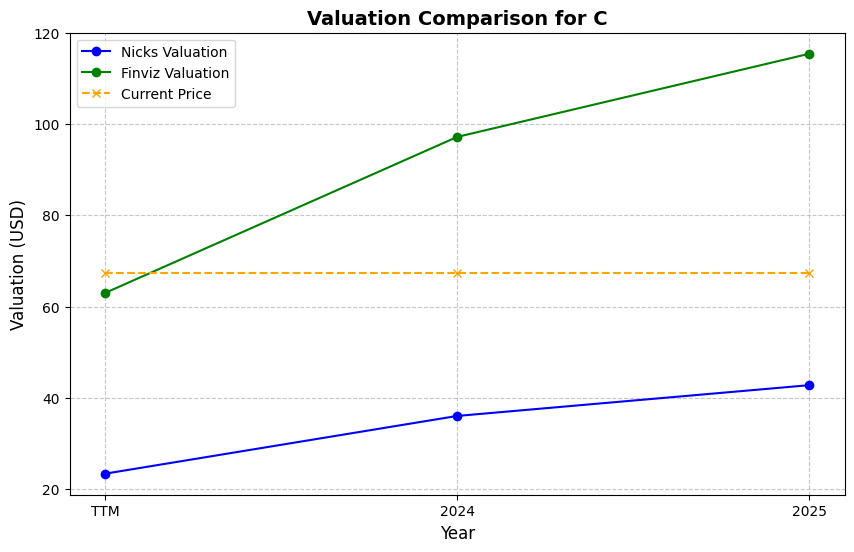 Valuation Comparison for C
Nicks Valuation
Finviz Valuation
Current Price
Valuation (USD)
120
100
80
60
40
20
TTM 2024 2025
Year